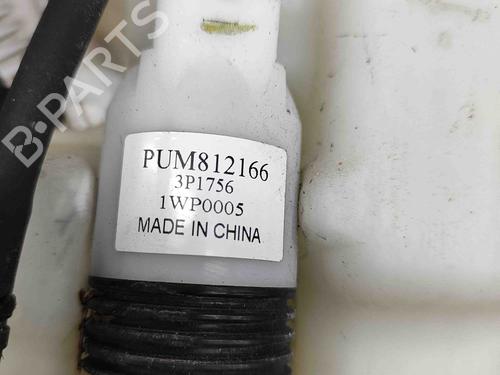 B-PARTS
PUM812166
3P1756
1WP0005
MADE IN CHINA